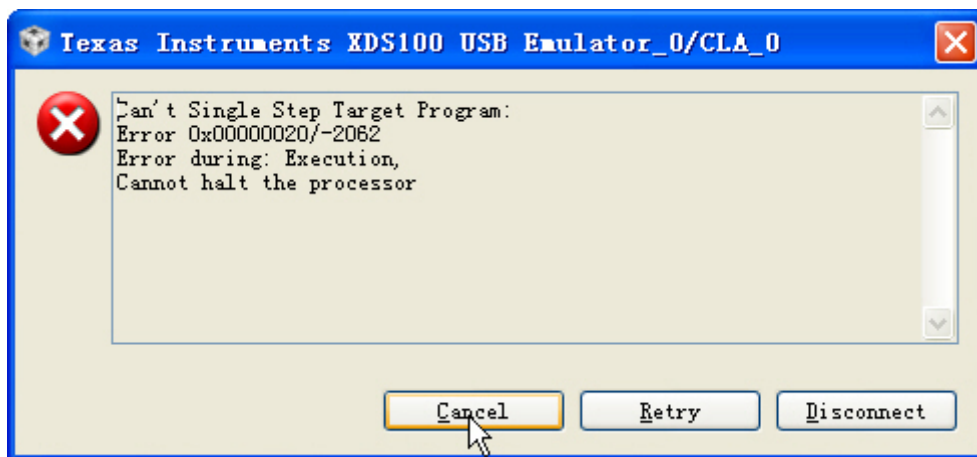 Texas Instruments XDS100 USB Emulator_0/CLA_0
Can't Single Step Target Program:
Error 0x00000020/-2062
Error during: Execution,
Cannot halt the processor
Cancel
Retry
Disconnect